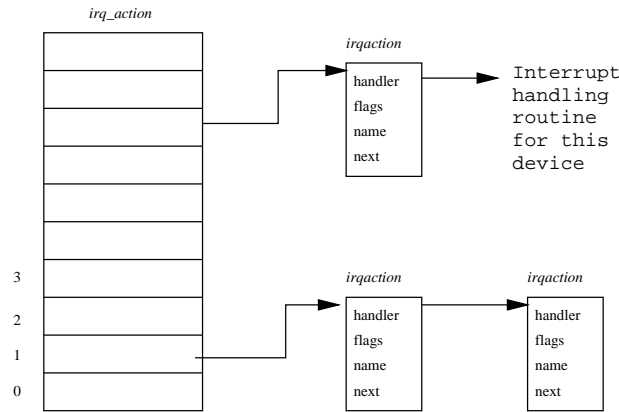 irq_action
irqaction
handler
flags
name
next
Interrupt
handling
routine
for this
device
3
2
1
0
irqaction
handler
flags
name
next
irqaction
handler
flags
name
next